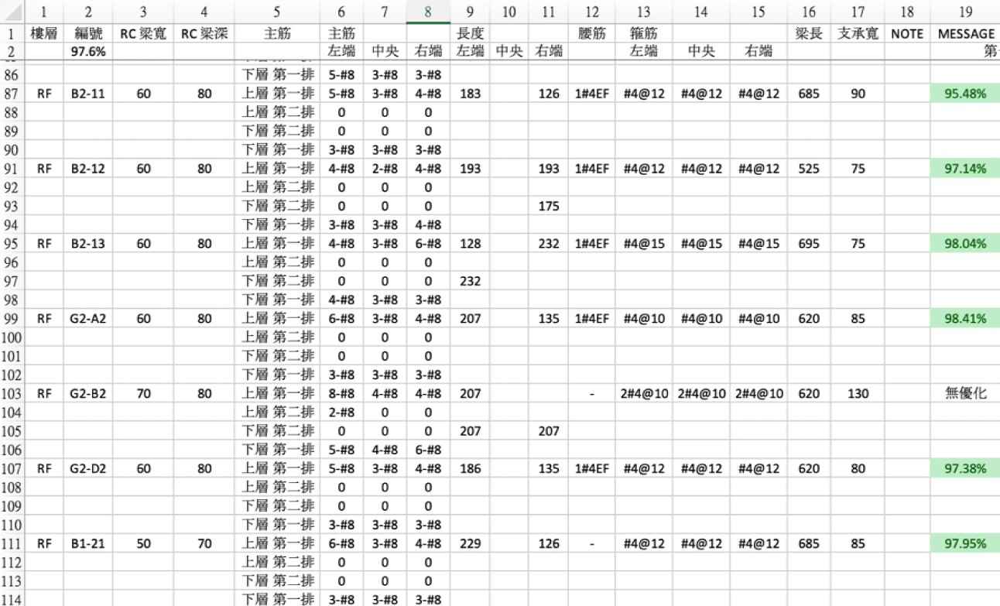 1 2 3 4 5 6 7 8 9 10 11 12 13 14 15 16 17 18 19
1 樓層 編號 RC 梁寬 RC 梁深 主筋 主筋 長度 腰筋 箍筋 梁長 支承寬 NOTE MESSAGE
2 97.6% 左端 中央 右端 左端 中央 右端 左端 中央 右端 第
86 下層 第一排 5-#8 3-#8 3-#8
87 RF B2-11 60 80 上層 第一排 5-#8 3-#8 4-#8 183 126 1#4EF #4@12 #4@12 #4@12 685 90 95.48%
88 上層 第二排 0 0 0
89 下層 第二排 0 0 0
90 下層 第一排 3-#8 3-#8 3-#8
91 RF B2-12 60 80 上層 第一排 4-#8 2-#8 4-#8 193 193 1#4EF #4@12 #4@12 #4@12 525 75 97.14%
92 上層 第二排 0 0 0
93 下層 第二排 0 0 0 175
94 下層 第一排 3-#8 3-#8 4-#8
95 RF B2-13 60 80 上層 第一排 4-#8 3-#8 6-#8 128 232 1#4EF #4@15 #4@15 #4@15 695 75 98.04%
96 上層 第二排 0 0 0
97 下層 第二排 0 0 0 232
98 下層 第一排 4-#8 3-#8 3-#8
99 RF G2-A2 60 80 上層 第一排 6-#8 3-#8 4-#8 207 135 1#4EF #4@10 #4@10 #4@10 620 85 98.41%
100 上層 第二排 0 0 0
101 下層 第二排 0 0 0
102 下層 第一排 3-#8 3-#8 3-#8
103 RF G2-B2 70 80 上層 第一排 8-#8 4-#8 4-#8 207 - 2#4@10 2#4@10 2#4@10 620 130 無優化
104 上層 第二排 2-#8 0 0
105 下層 第二排 0 0 0 207 207
106 下層 第一排 5-#8 4-#8 6-#8
107 RF G2-D2 60 80 上層 第一排 5-#8 3-#8 4-#8 186 135 1#4EF #4@12 #4@12 #4@12 620 80 97.38%
108 上層 第二排 0 0 0
109 下層 第二排 0 0 0
110 下層 第一排 3-#8 3-#8 3-#8
111 RF B1-21 50 70 上層 第一排 6-#8 3-#8 4-#8 229 126 - #4@12 #4@12 #4@12 685 85 97.95%
112 上層 第二排 0 0 0
113 下層 第二排 0 0 0
114 下層 第一排 3-#8 3-#8 3-#8